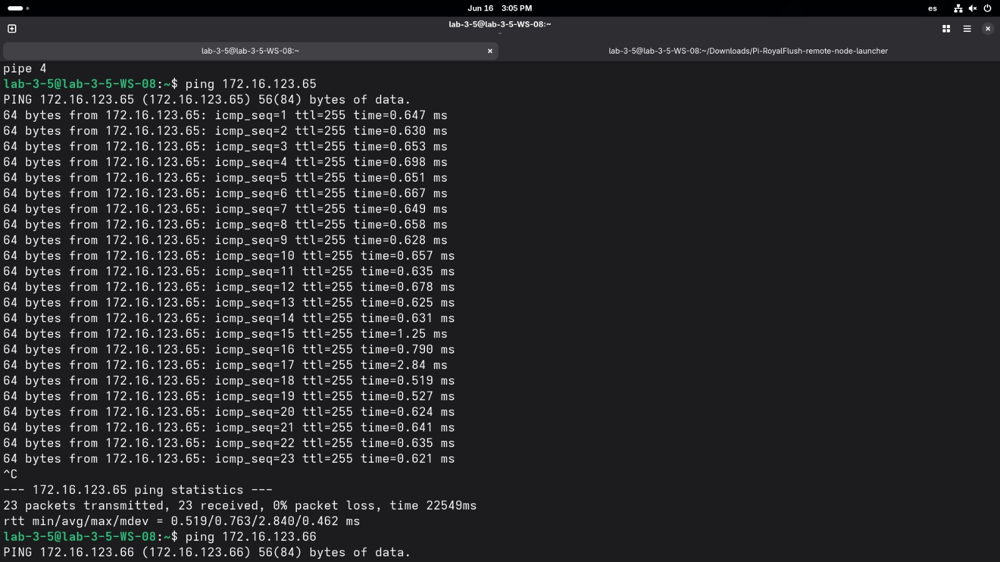 Jun 16 3:05 PM
es
lab-3-5@lab-3-5-WS-08:~
~
lab-3-5@lab-3-5-WS-08:~
lab-3-5@lab-3-5-WS-08:~/Downloads/Pi-RoyalFlush-remote-node-launcher
pipe 4
lab-3-5@lab-3-5-WS-08:~$ ping 172.16.123.65
PING 172.16.123.65 (172.16.123.65) 56(84) bytes of data.
64 bytes from 172.16.123.65: icmp_seq=1 ttl=255 time=0.647 ms
64 bytes from 172.16.123.65: icmp_seq=2 ttl=255 time=0.630 ms
64 bytes from 172.16.123.65: icmp_seq=3 ttl=255 time=0.653 ms
64 bytes from 172.16.123.65: icmp_seq=4 ttl=255 time=0.698 ms
64 bytes from 172.16.123.65: icmp_seq=5 ttl=255 time=0.651 ms
64 bytes from 172.16.123.65: icmp_seq=6 ttl=255 time=0.667 ms
64 bytes from 172.16.123.65: icmp_seq=7 ttl=255 time=0.649 ms
64 bytes from 172.16.123.65: icmp_seq=8 ttl=255 time=0.658 ms
64 bytes from 172.16.123.65: icmp_seq=9 ttl=255 time=0.628 ms
64 bytes from 172.16.123.65: icmp_seq=10 ttl=255 time=0.657 ms
64 bytes from 172.16.123.65: icmp_seq=11 ttl=255 time=0.635 ms
64 bytes from 172.16.123.65: icmp_seq=12 ttl=255 time=0.678 ms
64 bytes from 172.16.123.65: icmp_seq=13 ttl=255 time=0.625 ms
64 bytes from 172.16.123.65: icmp_seq=14 ttl=255 time=0.631 ms
64 bytes from 172.16.123.65: icmp_seq=15 ttl=255 time=1.25 ms
64 bytes from 172.16.123.65: icmp_seq=16 ttl=255 time=0.790 ms
64 bytes from 172.16.123.65: icmp_seq=17 ttl=255 time=2.84 ms
64 bytes from 172.16.123.65: icmp_seq=18 ttl=255 time=0.519 ms
64 bytes from 172.16.123.65: icmp_seq=19 ttl=255 time=0.527 ms
64 bytes from 172.16.123.65: icmp_seq=20 ttl=255 time=0.624 ms
64 bytes from 172.16.123.65: icmp_seq=21 ttl=255 time=0.641 ms
64 bytes from 172.16.123.65: icmp_seq=22 ttl=255 time=0.635 ms
64 bytes from 172.16.123.65: icmp_seq=23 ttl=255 time=0.621 ms
^C
--- 172.16.123.65 ping statistics ---
23 packets transmitted, 23 received, 0% packet loss, time 22549ms
rtt min/avg/max/mdev = 0.519/0.763/2.840/0.462 ms
lab-3-5@lab-3-5-WS-08:~$ ping 172.16.123.66
PING 172.16.123.66 (172.16.123.66) 56(84) bytes of data.